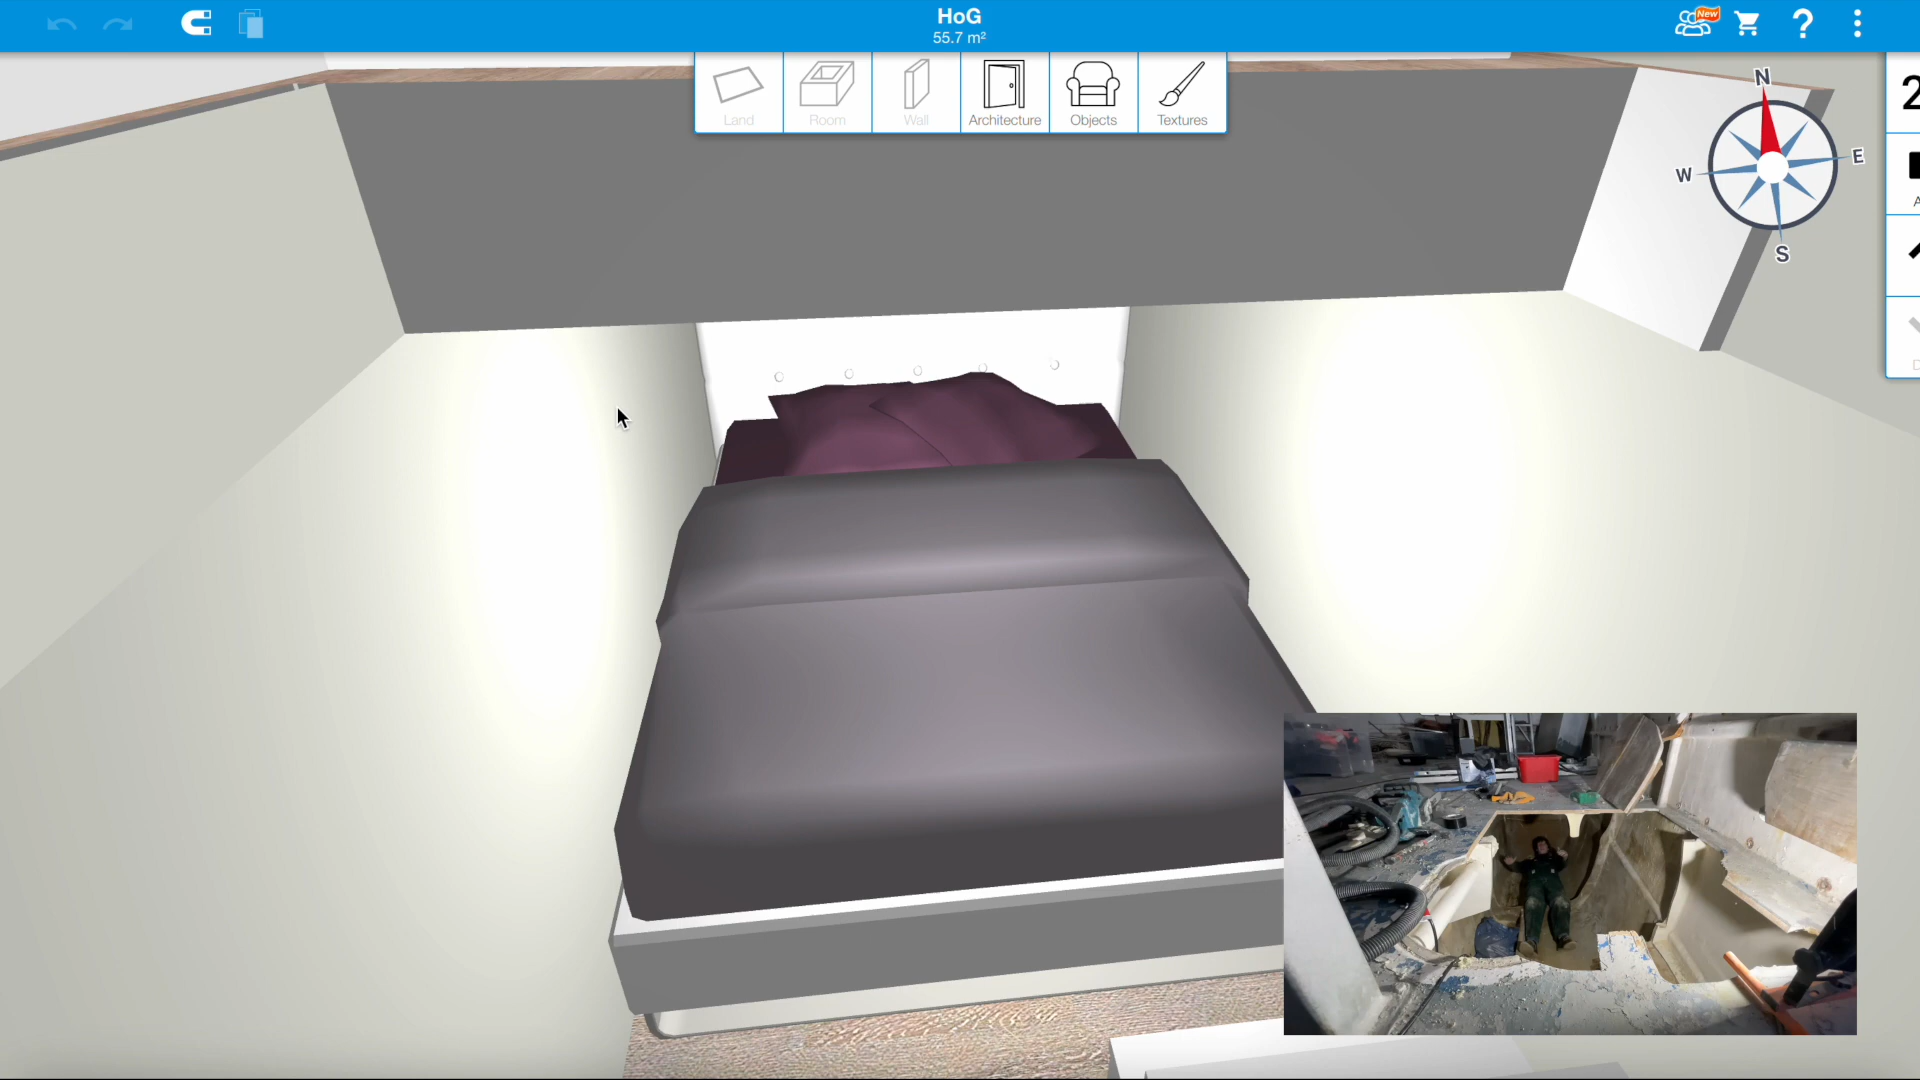 HoG
55.7 m²
New
?
Land
Room
Wall
Architecture
Objects
Textures
N
E
W
S
2
A
D